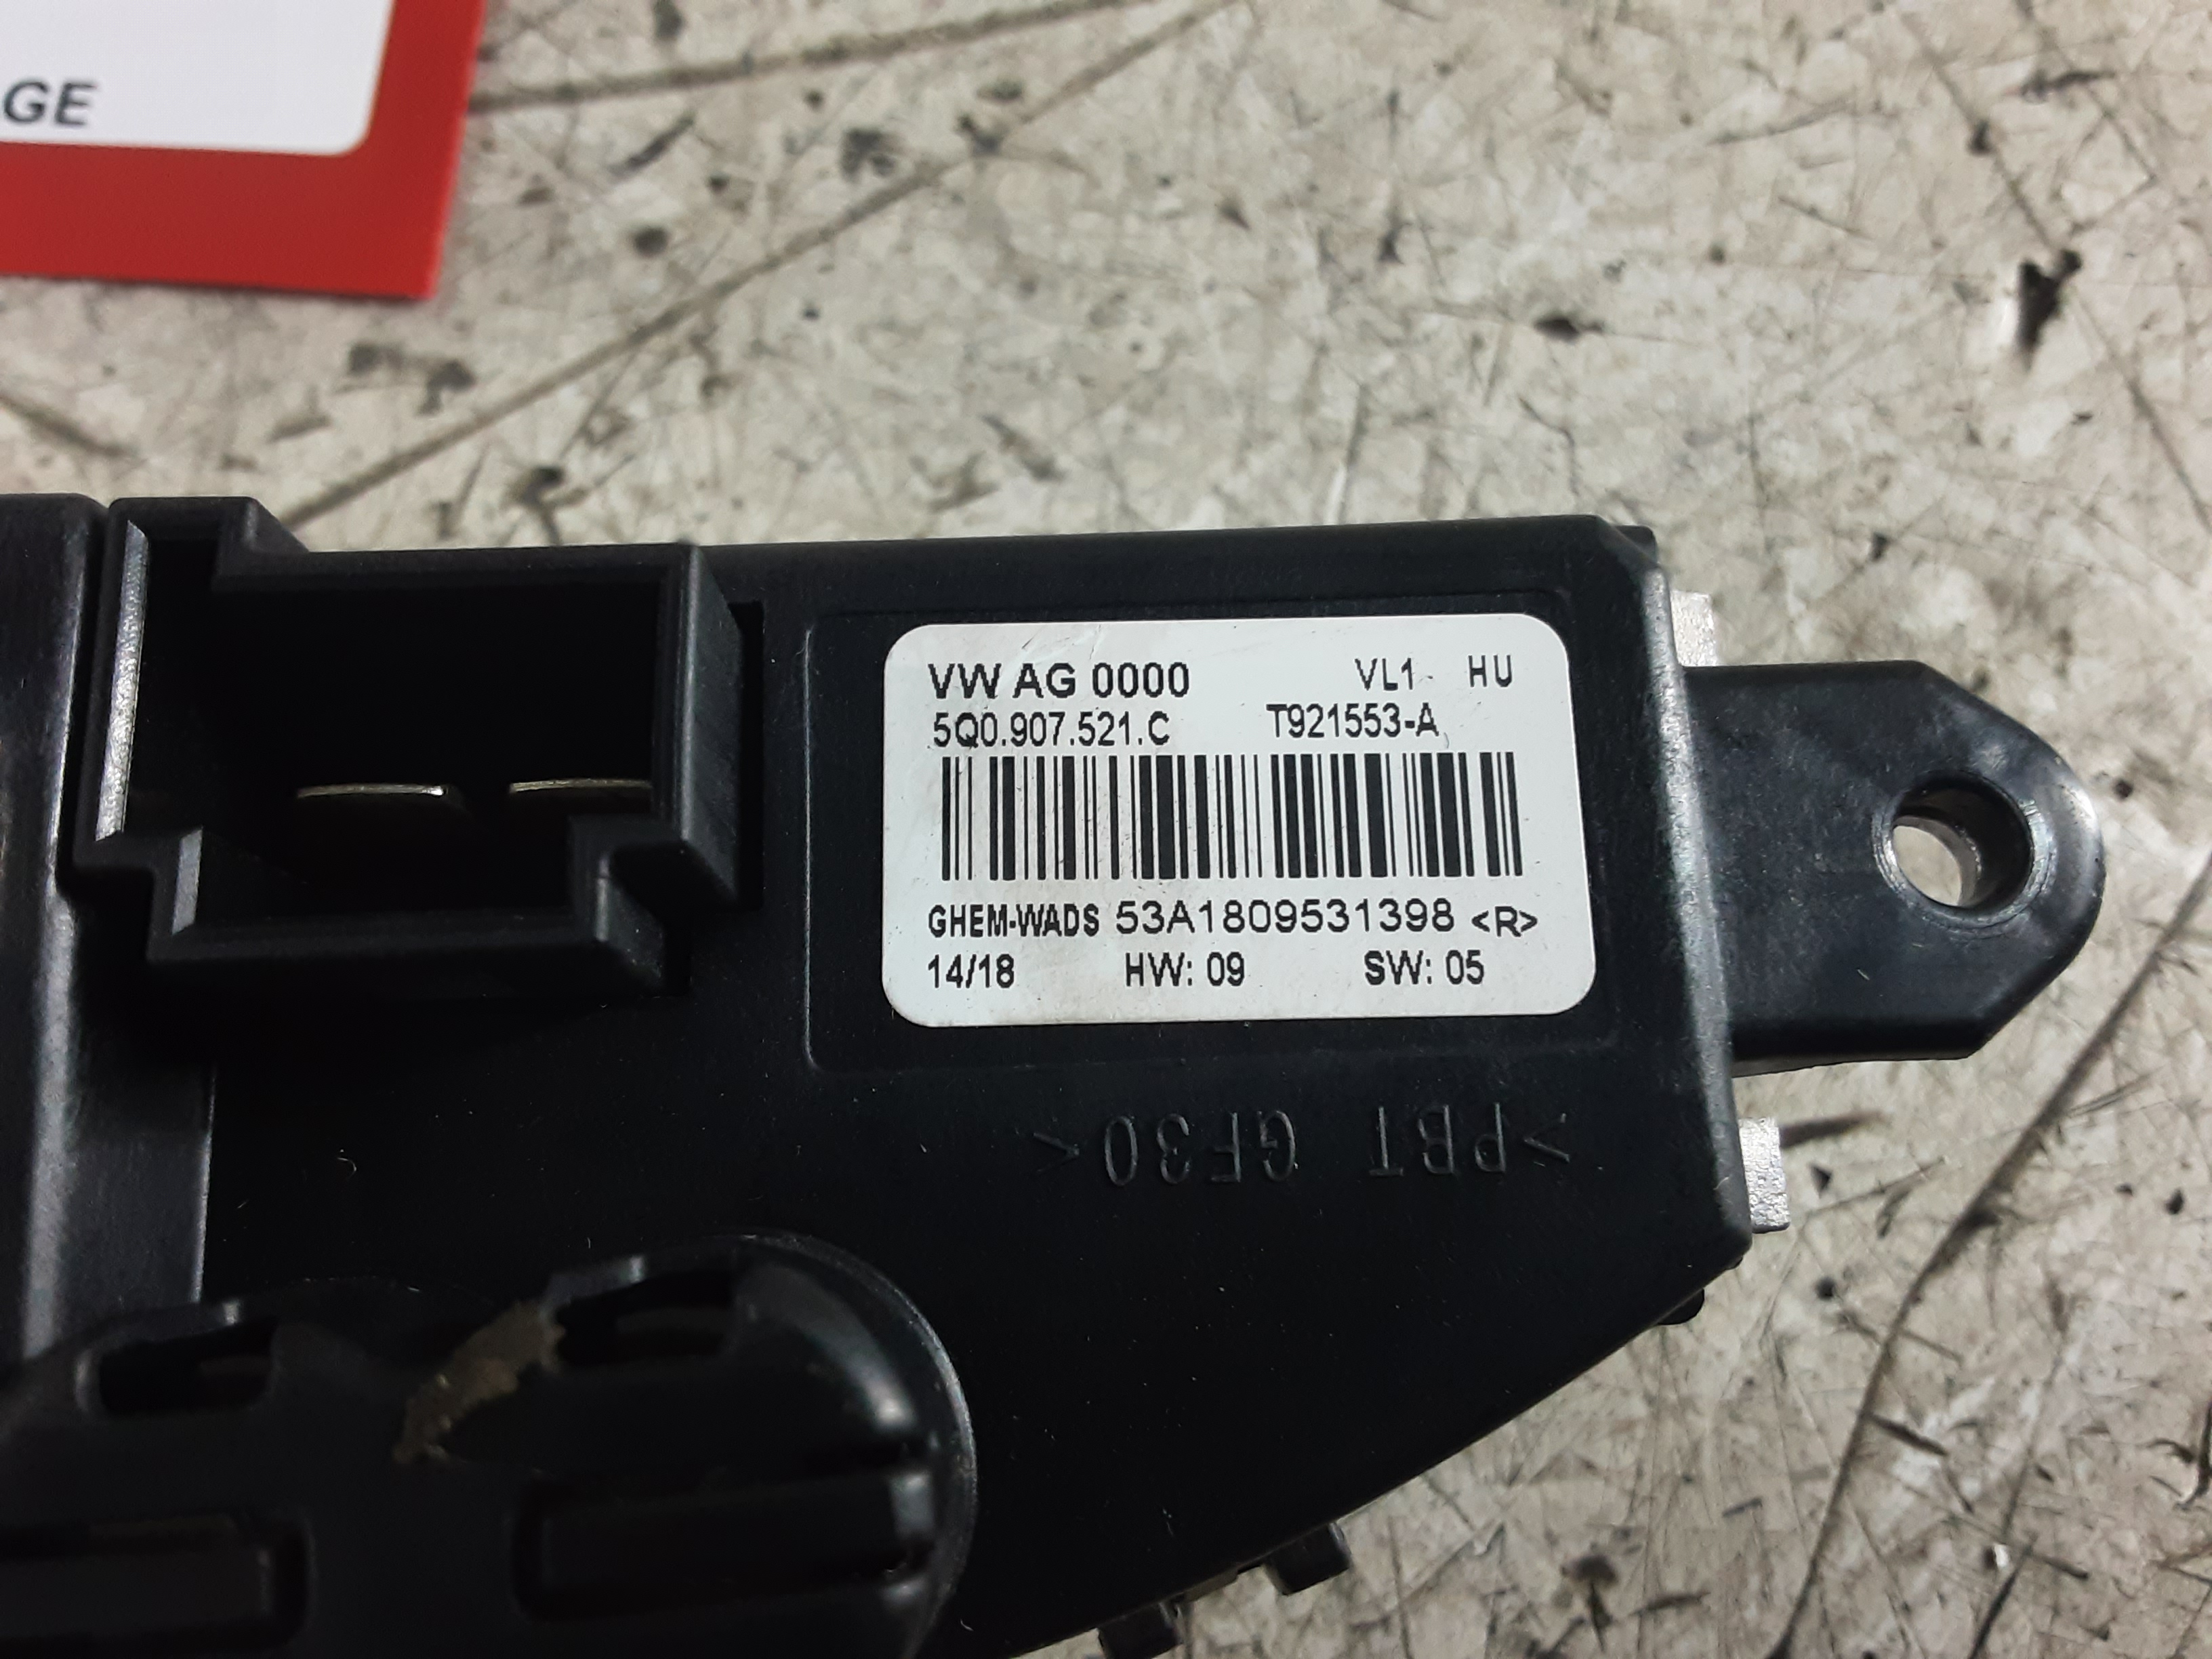 GE
VW AG 0000 VL1 HU
5Q0.907.521.C T921553-A
GHEM-WADS 53A1809531398 <R>
14/18 HW: 09 SW: 05
>PBT GF30<